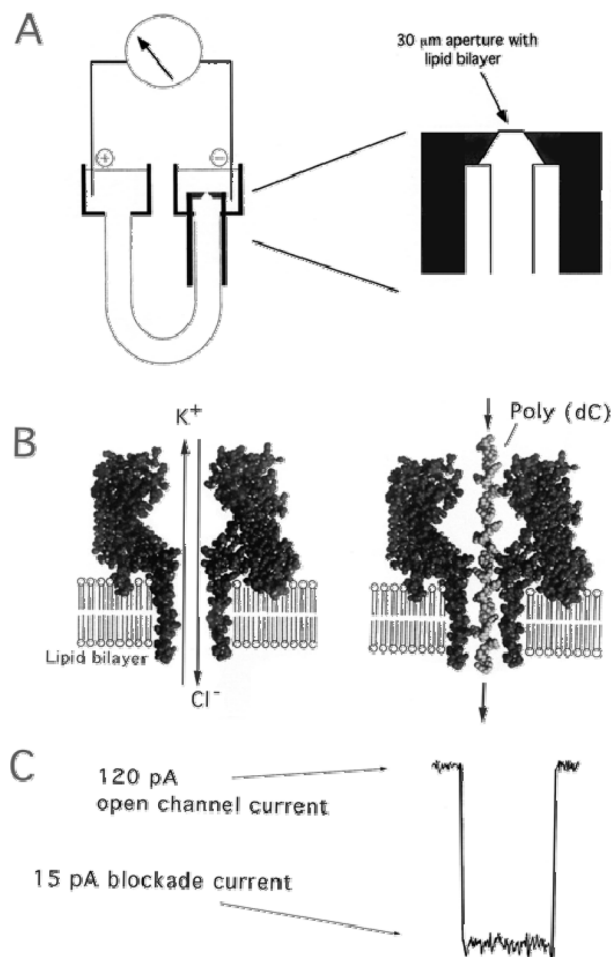 A
30 μm aperture with
lipid bilayer
+
−
B
K+
Poly (dC)
Lipid bilayer
Cl-
C
120 pA
open channel current
15 pA blockade current